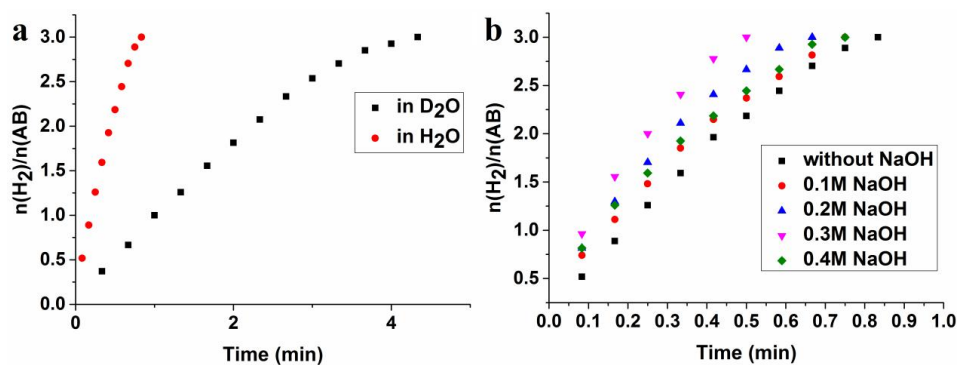 a
n(H₂)/n(AB)
3.0
2.5
2.0
1.5
1.0
0.5
0.0
in D₂O
in H₂O
0 2 4
Time (min)
b
n(H₂)/n(AB)
3.0
2.5
2.0
1.5
1.0
0.5
without NaOH
0.1M NaOH
0.2M NaOH
0.3M NaOH
0.4M NaOH
0.0 0.1 0.2 0.3 0.4 0.5 0.6 0.7 0.8 0.9 1.0
Time (min)